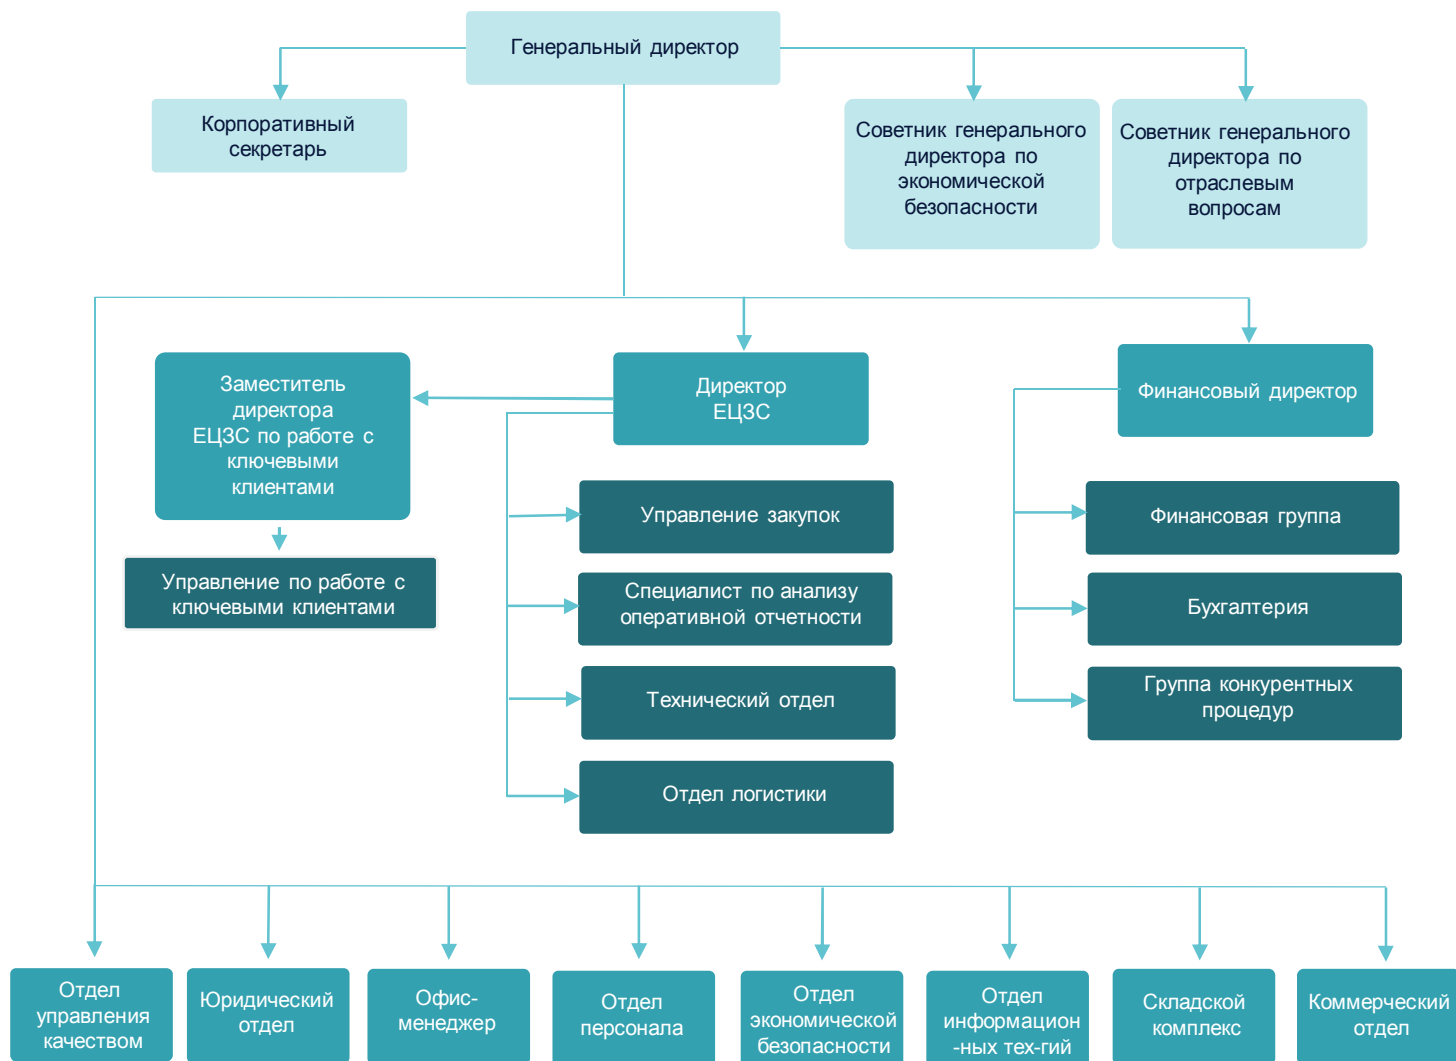 Генеральный директор
Корпоративный
секретарь
Советник генерального
директора по
экономической
безопасности
Советник генерального
директора по
отраслевым
вопросам
Заместитель
директора
ЕЦЗС по работе с
ключевыми
клиентами
Директор
ЕЦЗС
Финансовый директор
Управление по работе с
ключевыми клиентами
Управление закупок
Специалист по анализу
оперативной отчетности
Технический отдел
Отдел логистики
Финансовая группа
Бухгалтерия
Группа конкурентных
процедур
Отдел
управления
качеством
Юридический
отдел
Офис-
менеджер
Отдел
персонала
Отдел
экономической
безопасности
Отдел
информацион
-ных тех-гий
Складской
комплекс
Коммерческий
отдел